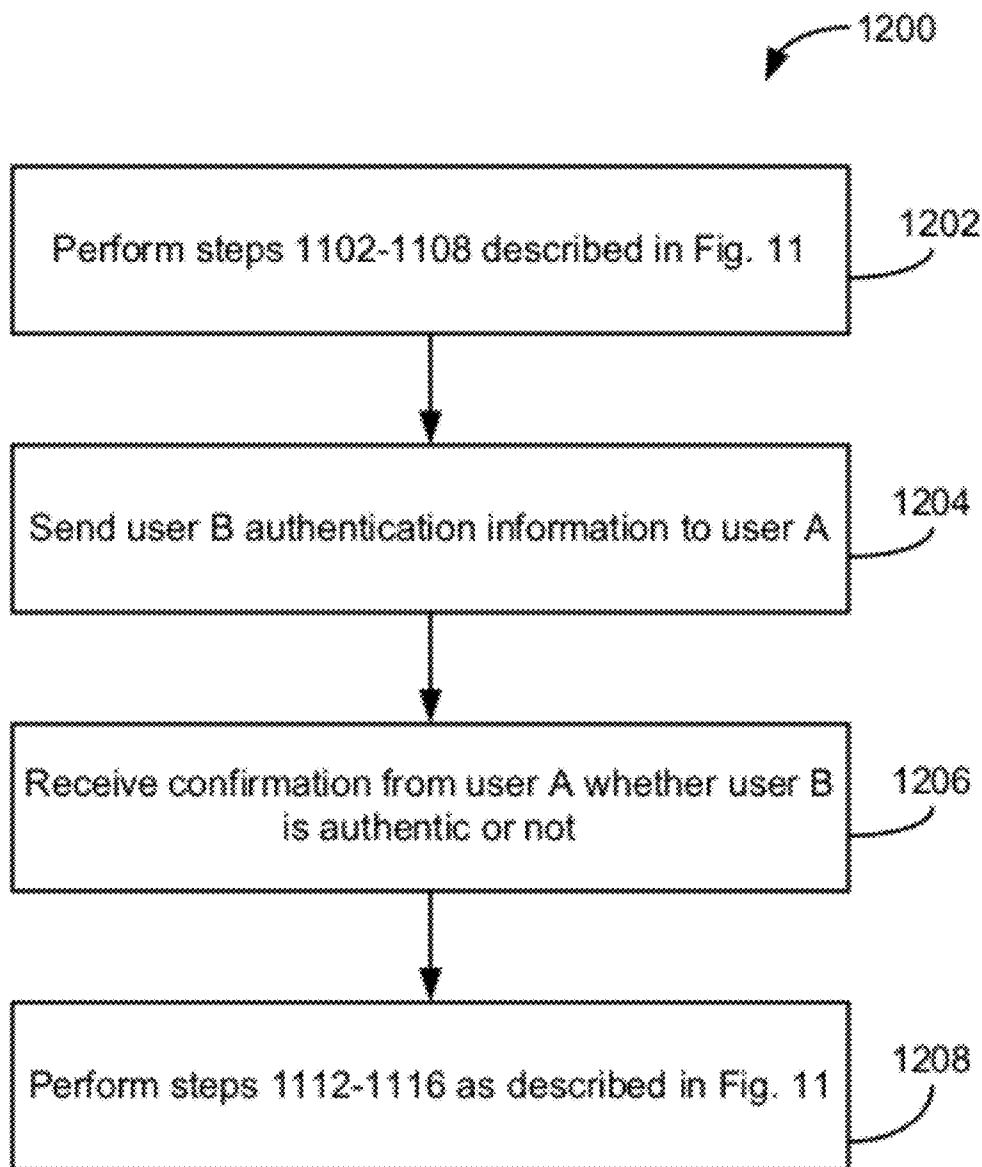 1200
Perform steps 1102-1108 described in Fig. 11
1202
Send user B authentication information to user A
1204
Receive confirmation from user A whether user B
is authentic or not
1206
Perform steps 1112-1116 as described in Fig. 11
1208